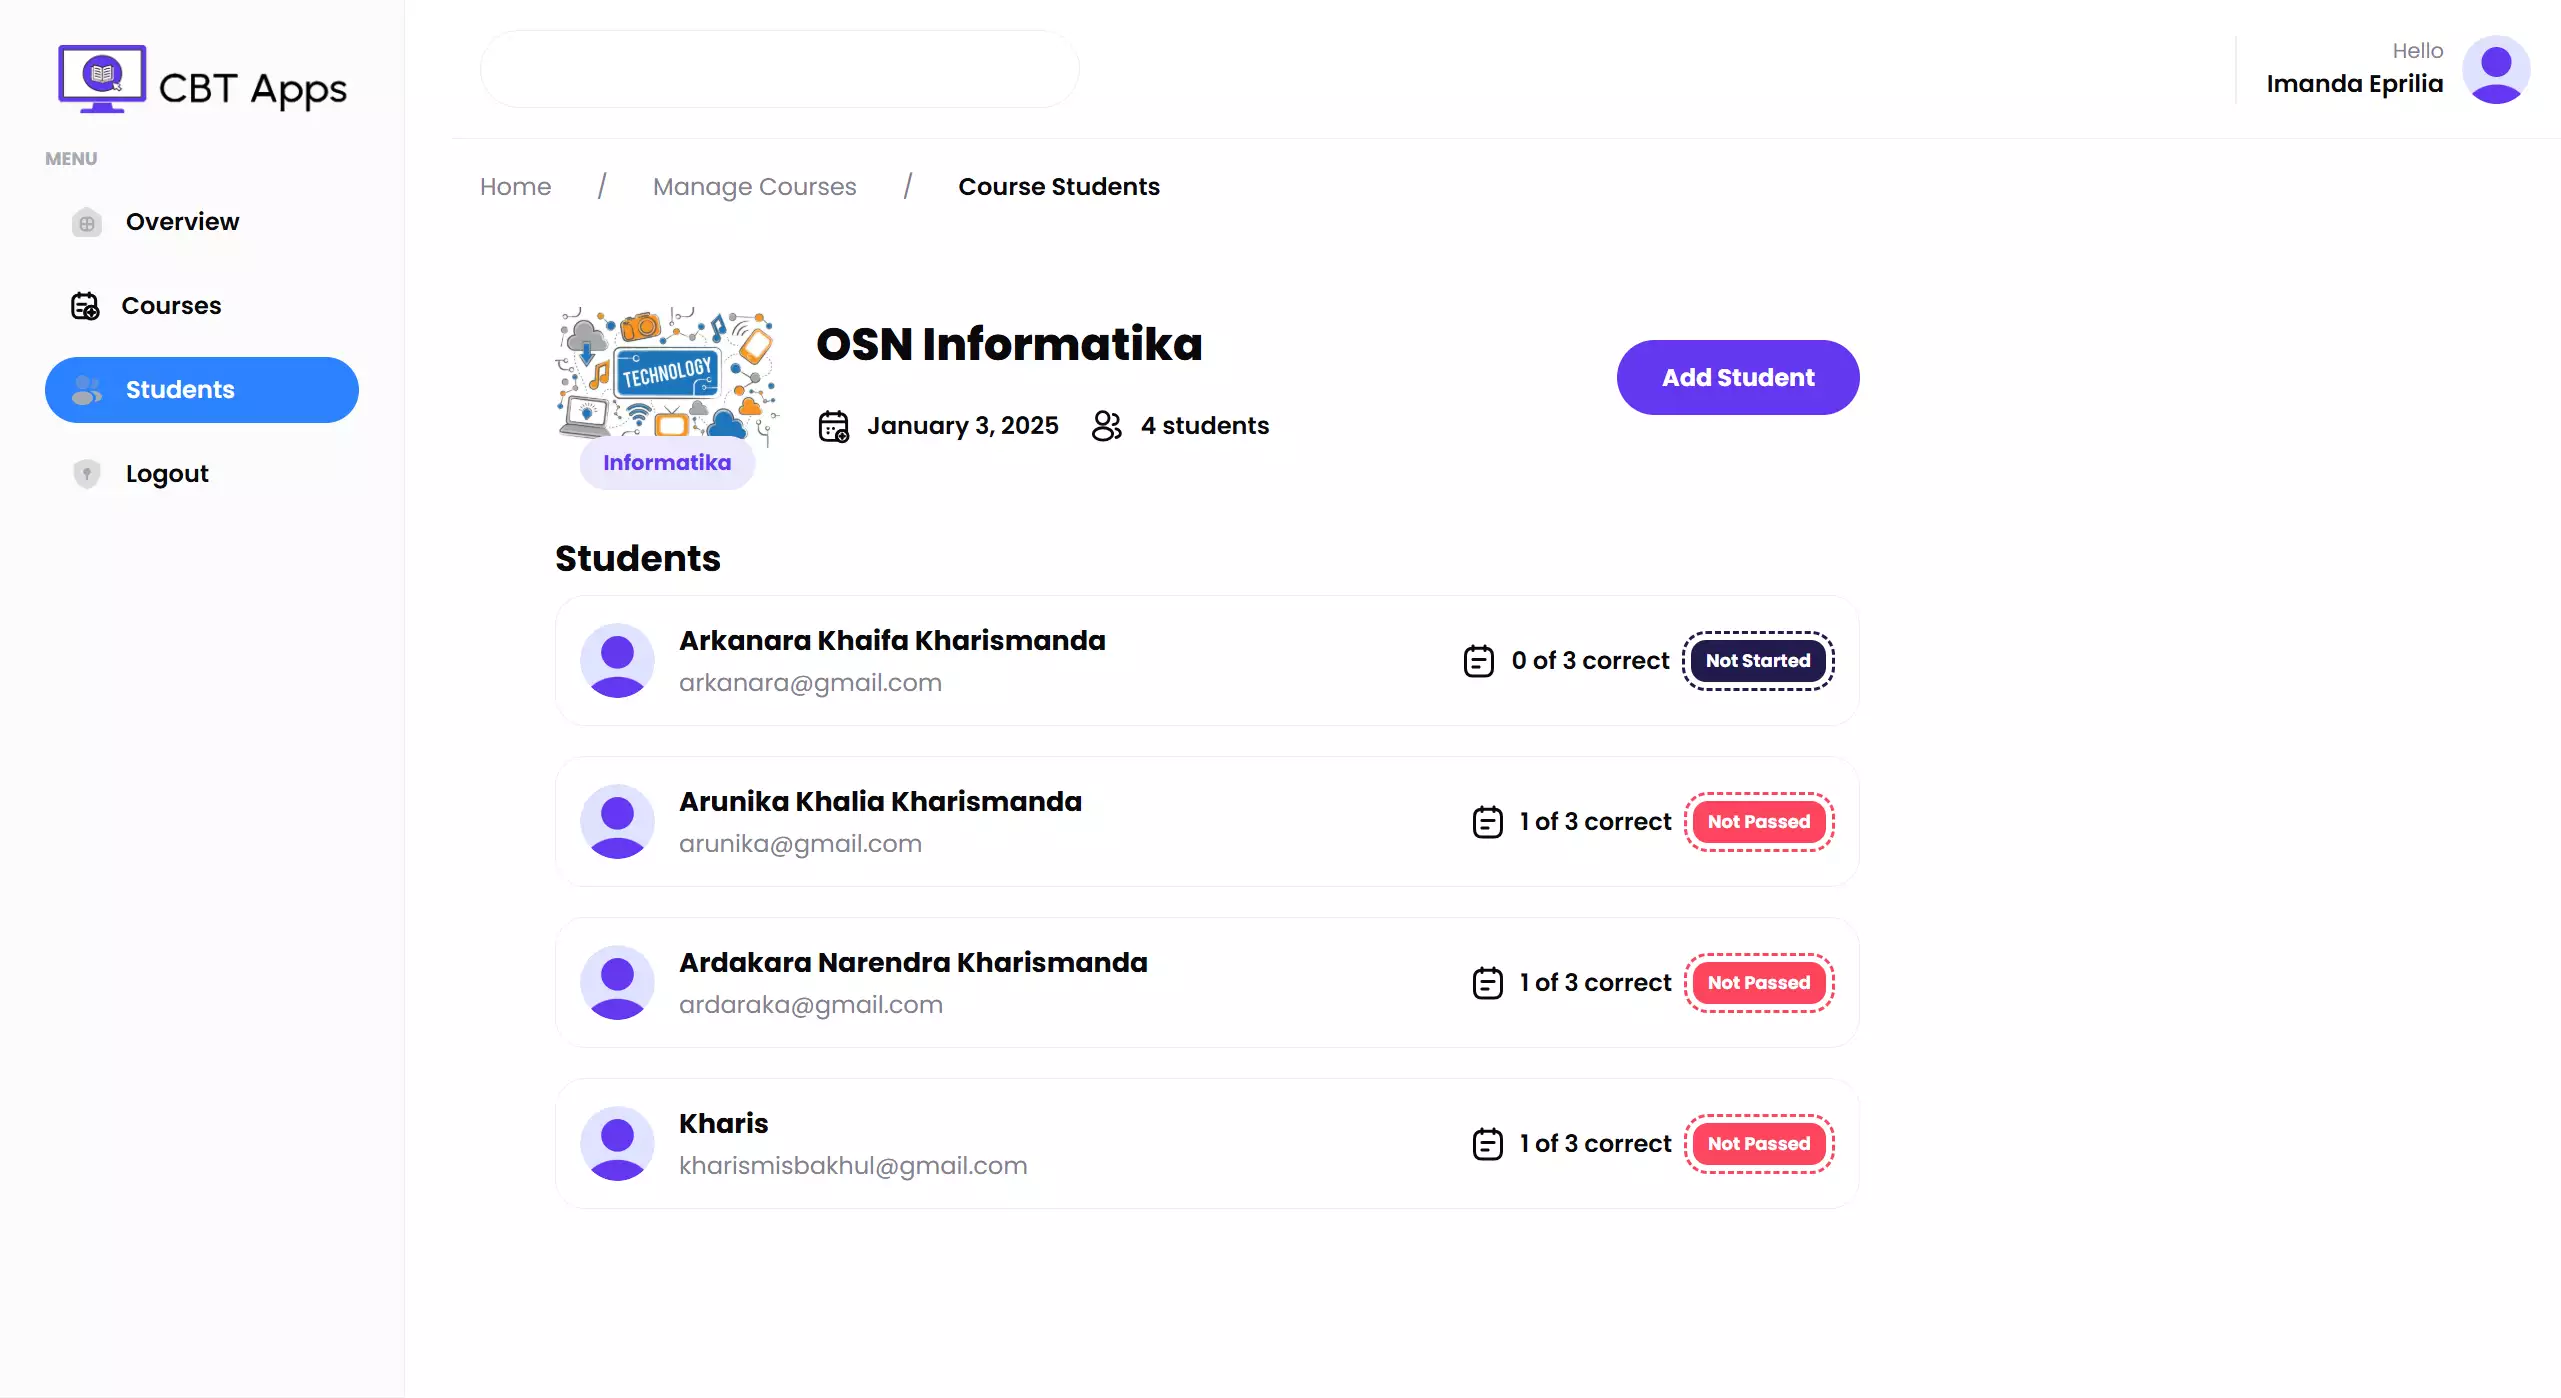 CBT Apps
Hello
Imanda Eprilia
MENU
Overview
Courses
Students
Logout
Home / Manage Courses / Course Students
TECHNOLOGY
Informatika
OSN Informatika
January 3, 2025 4 students
Add Student
Students
Arkanara Khaifa Kharismanda
arkanara@gmail.com
0 of 3 correct Not Started
Arunika Khalia Kharismanda
arunika@gmail.com
1 of 3 correct Not Passed
Ardakara Narendra Kharismanda
ardaraka@gmail.com
1 of 3 correct Not Passed
Kharis
kharismisbakhul@gmail.com
1 of 3 correct Not Passed